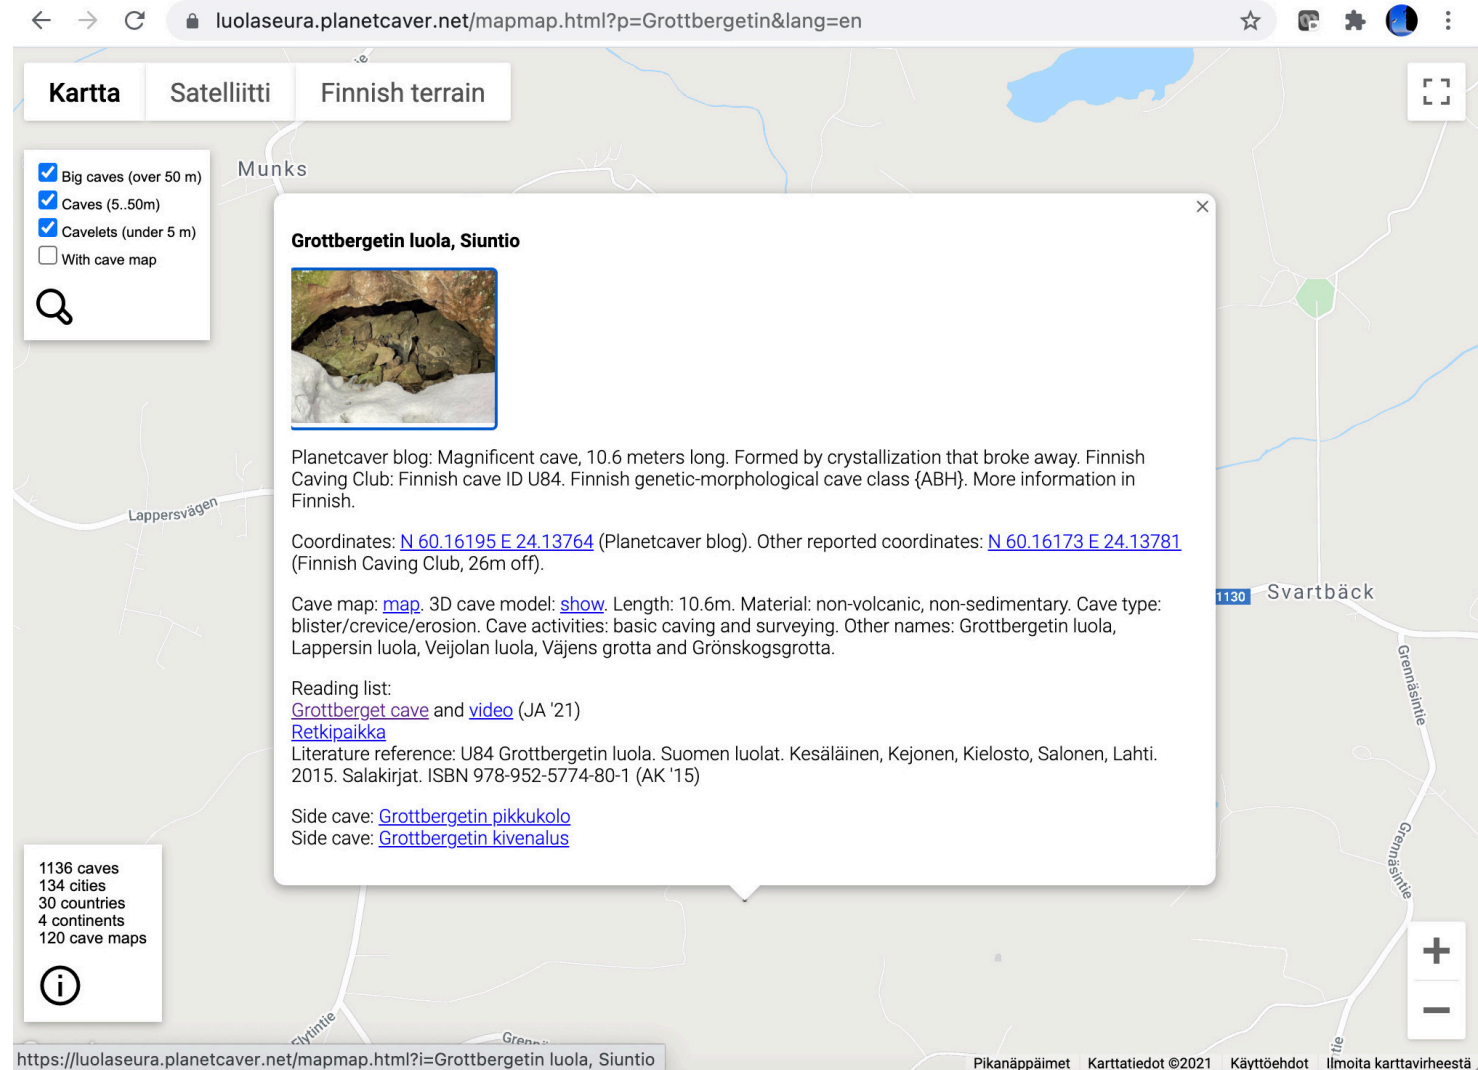 luolaseura.planetcaver.net/mapmap.html?p=Grottbergetin&lang=en
Kartta Satelliitti Finnish terrain
Munks
Big caves (over 50 m)
Caves (5..50m)
Cavelets (under 5 m)
With cave map
Grottbergetin luola, Siuntio
Planetcaver blog: Magnificent cave, 10.6 meters long. Formed by crystallization that broke away. Finnish
Caving Club: Finnish cave ID U84. Finnish genetic-morphological cave class {ABH}. More information in
Finnish.
Coordinates: N 60.16195 E 24.13764 (Planetcaver blog). Other reported coordinates: N 60.16173 E 24.13781
(Finnish Caving Club, 26m off).
Cave map: map. 3D cave model: show. Length: 10.6m. Material: non-volcanic, non-sedimentary. Cave type:
blister/crevice/erosion. Cave activities: basic caving and surveying. Other names: Grottbergetin luola,
Lappersin luola, Veijolan luola, Väjens grotta and Grönskogsgrotta.
Reading list:
Grottberget cave and video (JA '21)
Retkipaikka
Literature reference: U84 Grottbergetin luola. Suomen luolat. Kesäläinen, Kejonen, Kielosto, Salonen, Lahti.
2015. Salakirjat. ISBN 978-952-5774-80-1 (AK '15)
Side cave: Grottbergetin pikkukolo
Side cave: Grottbergetin kivenalus
Lappersvägen
1130
Svartbäck
Grennäsintie
Grennäsintie
1136 caves
134 cities
30 countries
4 continents
120 cave maps
https://luolaseura.planetcaver.net/mapmap.html?i=Grottbergetin luola, Siuntio
Pikanäppäimet Karttatiedot ©2021 Käyttöehdot Ilmoita karttavirheestä